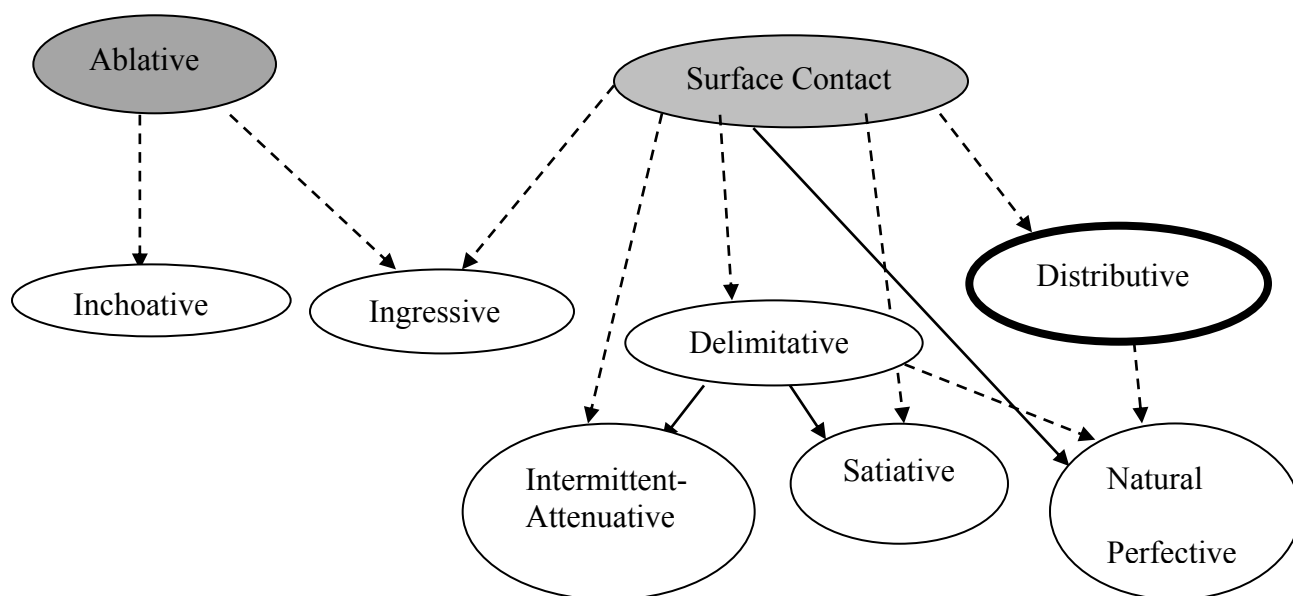 Ablative
Surface Contact
Distributive
Inchoative
Ingressive
Delimitative
Intermittent-
Attenuative
Satiative
Natural
Perfective